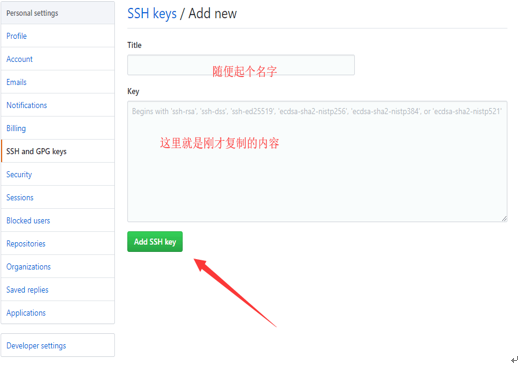 Personal settings
Profile
Account
Emails
Notifications
Billing
SSH and GPG keys
Security
Sessions
Blocked users
Repositories
Organizations
Saved replies
Applications
Developer settings
SSH keys / Add new
Title
随便起个名字
Key
Begins with 'ssh-rsa', 'ssh-dss', 'ssh-ed25519', 'ecdsa-sha2-nistp256', 'ecdsa-sha2-nistp384', or 'ecdsa-sha2-nistp521'
这里就是刚才复制的内容
Add SSH key